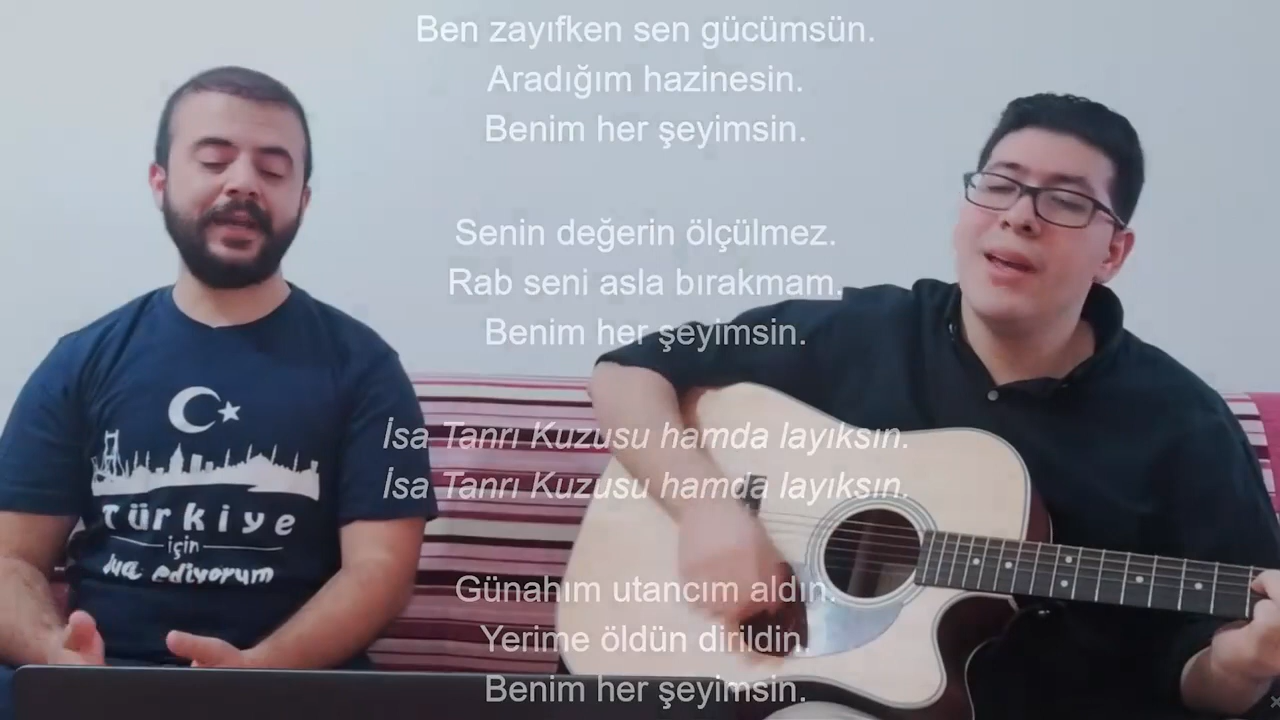 Ben zayıfken sen gücümsün.
Aradığım hazinesin.
Benim her şeyimsin.
Senin değerin ölçülmez.
Rab seni asla bırakmam.
Benim her şeyimsin.
İsa Tanrı Kuzusu hamda layıksın.
İsa Tanrı Kuzusu hamda layıksın.
Günahım utancım aldın.
Yerime öldün dirildin.
Benim her şeyimsin.
Türkiye
için
dua ediyorum